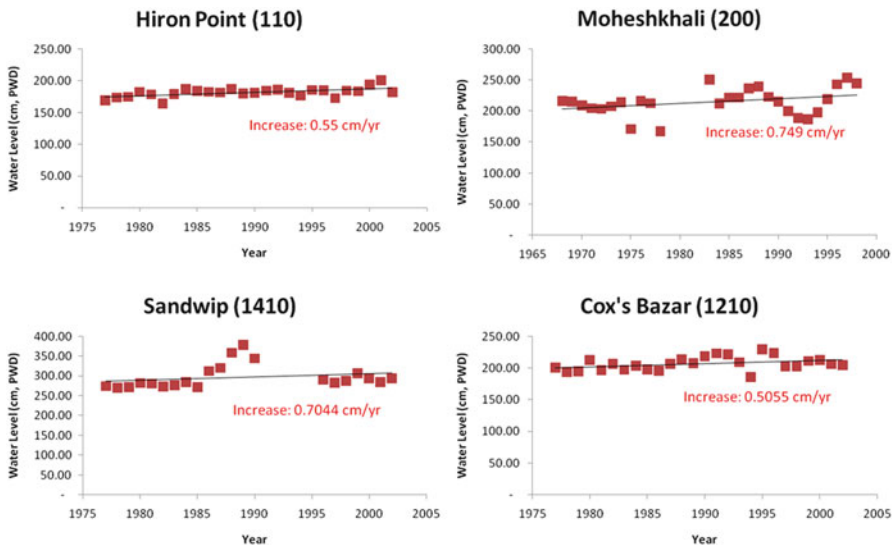 Hiron Point (110)
Water Level (cm, PWD)
250.00
200.00
150.00
100.00
50.00
-
Increase: 0.55 cm/yr
1975 1980 1985 1990 1995 2000 2005
Year
Moheshkhali (200)
Water Level (cm, PWD)
300.00
250.00
200.00
150.00
100.00
50.00
-
Increase: 0.749 cm/yr
1965 1970 1975 1980 1985 1990 1995 2000
Year
Sandwip (1410)
Water Level (cm, PWD)
400.00
350.00
300.00
250.00
200.00
150.00
100.00
50.00
-
Increase: 0.7044 cm/yr
1975 1980 1985 1990 1995 2000 2005
Year
Cox's Bazar (1210)
Water Level (cm, PWD)
250.00
200.00
150.00
100.00
50.00
-
Increase: 0.5055 cm/yr
1975 1980 1985 1990 1995 2000 2005
Year